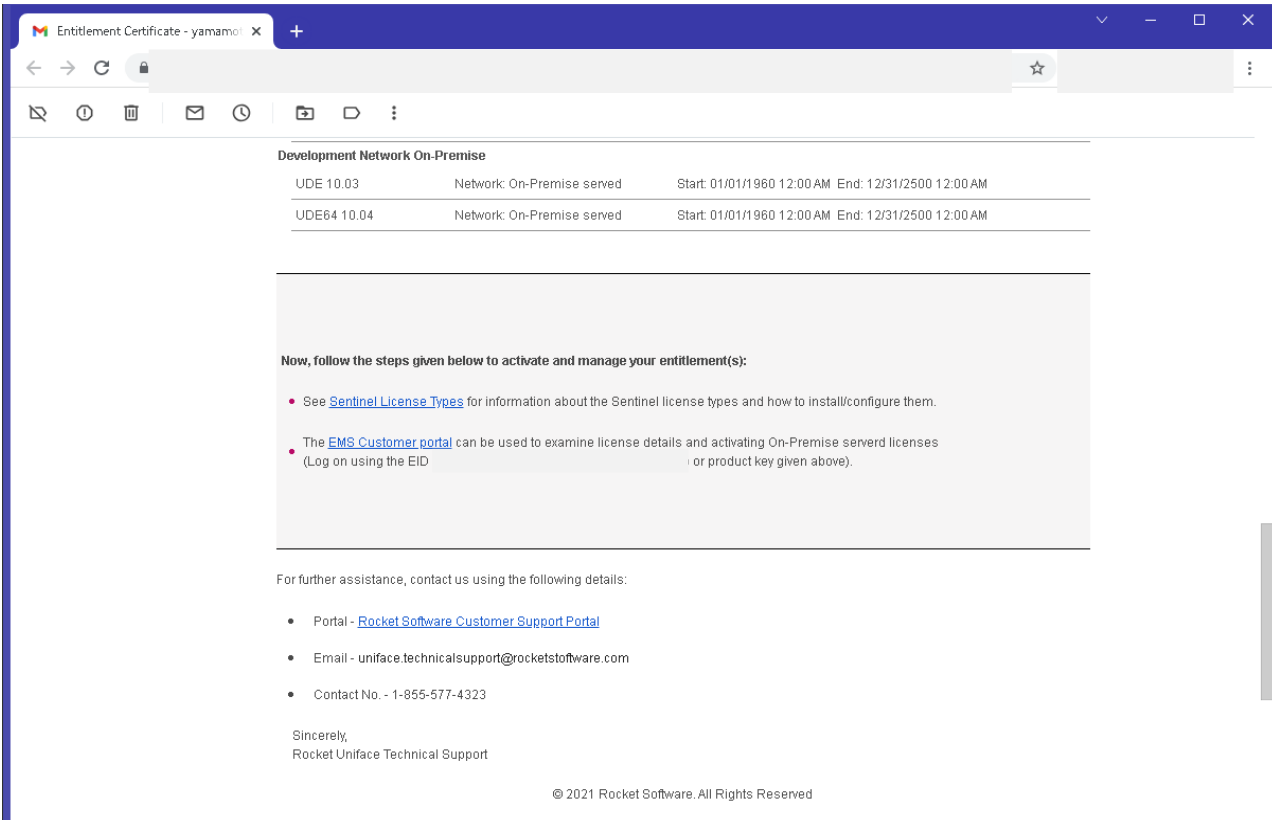 Entitlement Certificate - yamamot
Development Network On-Premise
UDE 10.03 Network: On-Premise served Start: 01/01/1960 12:00 AM End: 12/31/2500 12:00 AM
UDE64 10.04 Network: On-Premise served Start: 01/01/1960 12:00 AM End: 12/31/2500 12:00 AM
Now, follow the steps given below to activate and manage your entitlement(s):
See Sentinel License Types for information about the Sentinel license types and how to install/configure them.
The EMS Customer portal can be used to examine license details and activating On-Premise serverd licenses
(Log on using the EID or product key given above).
For further assistance, contact us using the following details:
Portal - Rocket Software Customer Support Portal
Email - uniface.technicalsupport@rocketstoftware.com
Contact No. - 1-855-577-4323
Sincerely,
Rocket Uniface Technical Support
© 2021 Rocket Software. All Rights Reserved